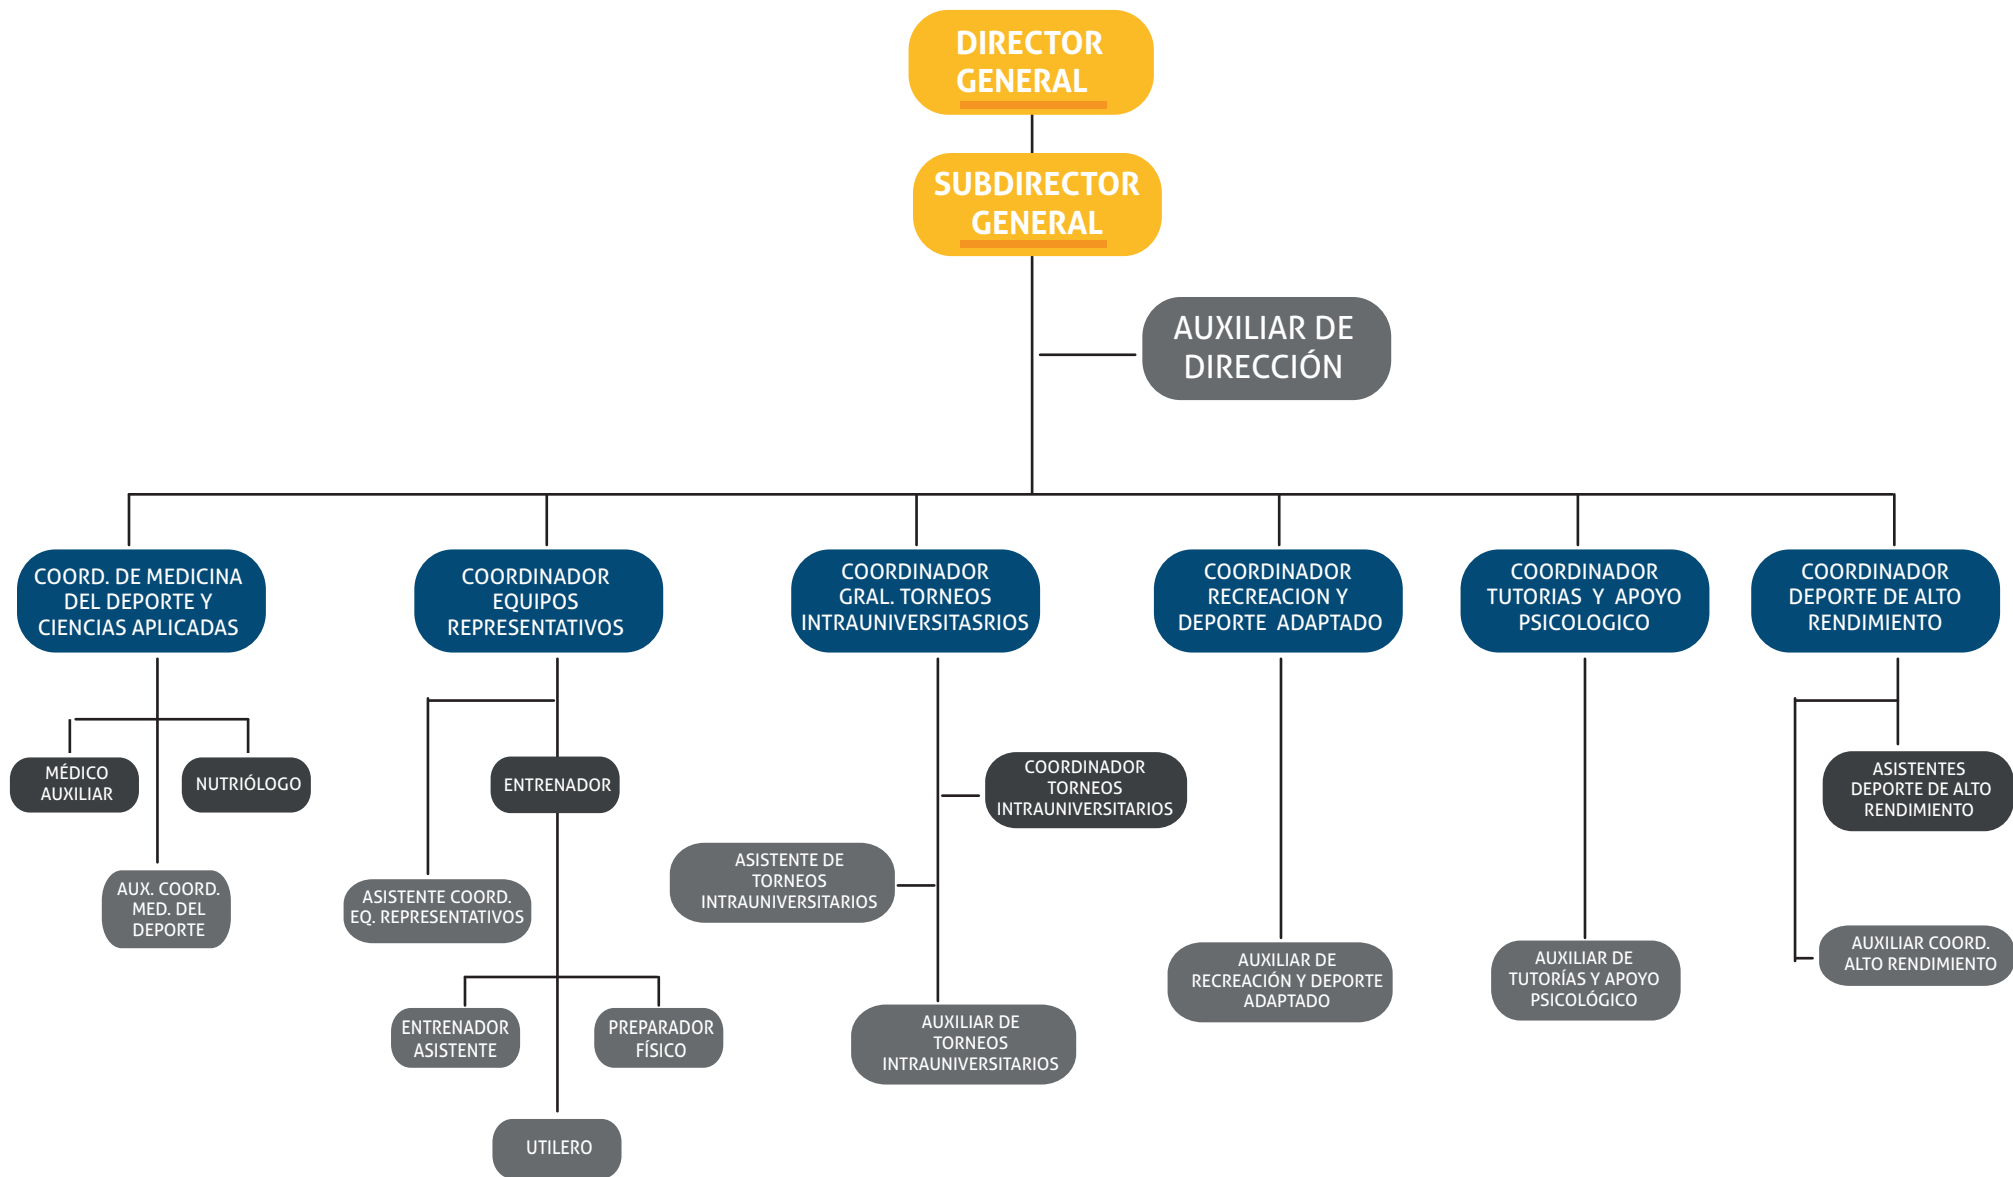 DIRECTOR
GENERAL
SUBDIRECTOR
GENERAL
AUXILIAR DE
DIRECCIÓN
COORD. DE MEDICINA
DEL DEPORTE Y
CIENCIAS APLICADAS
COORDINADOR
EQUIPOS
REPRESENTATIVOS
COORDINADOR
GRAL. TORNEOS
INTRAUNIVERSITASRIOS
COORDINADOR
RECREACION Y
DEPORTE ADAPTADO
COORDINADOR
TUTORIAS Y APOYO
PSICOLOGICO
COORDINADOR
DEPORTE DE ALTO
RENDIMIENTO
MÉDICO
AUXILIAR
NUTRIÓLOGO
ENTRENADOR
COORDINADOR
TORNEOS
INTRAUNIVERSITARIOS
ASISTENTES
DEPORTE DE ALTO
RENDIMIENTO
AUX. COORD.
MED. DEL
DEPORTE
ASISTENTE COORD.
EQ. REPRESENTATIVOS
ASISTENTE DE
TORNEOS
INTRAUNIVERSITARIOS
AUXILIAR DE
RECREACIÓN Y DEPORTE
ADAPTADO
AUXILIAR DE
TUTORÍAS Y APOYO
PSICOLÓGICO
AUXILIAR COORD.
ALTO RENDIMIENTO
ENTRENADOR
ASISTENTE
PREPARADOR
FÍSICO
AUXILIAR DE
TORNEOS
INTRAUNIVERSITARIOS
UTILERO